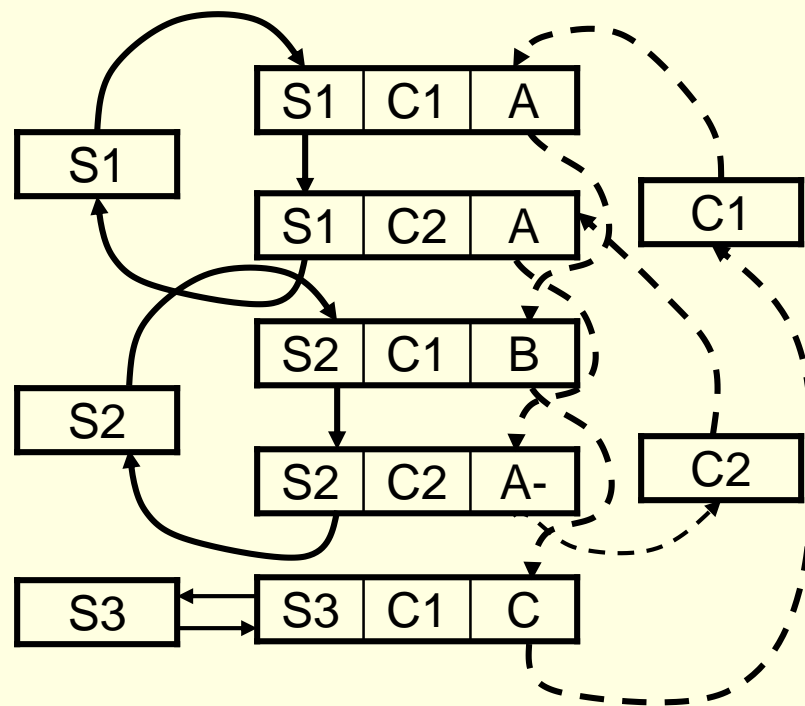 S1 C1 A
S1
C1
S1 C2 A
S2 C1 B
S2
C2
S2 C2 A-
S3
S3 C1 C